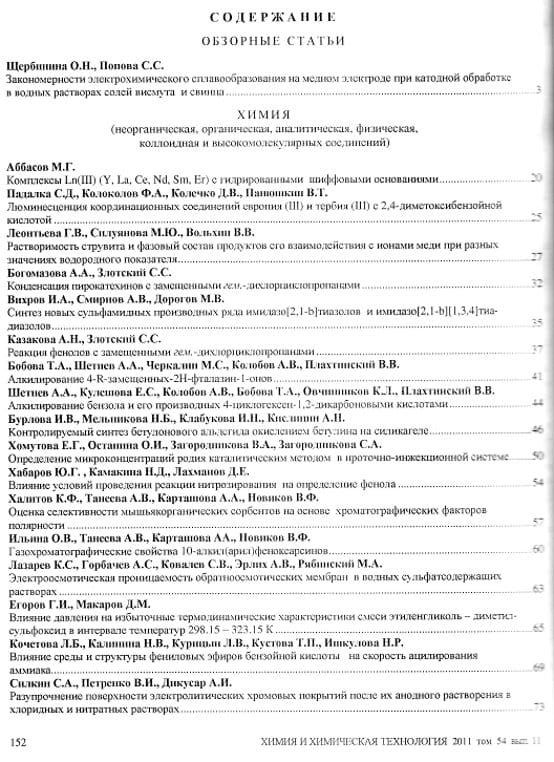 СОДЕРЖАНИЕ
ОБЗОРНЫЕ СТАТЬИ
Щербинина О.Н., Попова С.С.
Закономерности электрохимического сплавообразования на медном электроде при катодной обработке
в водных растворах солей висмута и свинца 3
ХИМИЯ
(неорганическая, органическая, аналитическая, физическая,
коллоидная и высокомолекулярных соединений)
Аббасов М.Г.
Комплексы Ln(III) (Y, La, Ce, Nd, Sm, Er) с гидрированными шиффовыми основаниями 20
Падалка С.Д., Колоколов Ф.А., Колечко Д.В., Панюшкин В.Т.
Люминесценция координационных соединений европия (III) и тербия (III) с 2,4-диметоксибензойной
кислотой 25
Леонтьева Г.В., Сплуянова М.Ю., Вольхин В.В.
Растворимость струвита и фазовый состав продуктов его взаимодействия с ионами меди при разных
значениях водородного показателя 27
Богомазова А.А., Злотский С.С.
Конденсация пирокатехинов с замещенными гем.-дихлорциклопропанами 32
Вихров И.А., Смирнов А.В., Дорогов М.В.
Синтез новых сульфамидных производных ряда имидазо[2,1-b]тиазолов и имидазо[2,1-b][1,3,4]тиа-
диазолов 35
Казакова А.Н., Злотский С.С.
Реакция фенолов с замещенными гем.-дихлорциклопропанами 37
Бобова Т.А., Шетнев А.А., Черкалин М.С., Колобов А.В., Плахтинский В.В.
Алкилирование 4-R-замещенных-2H-фталазин-1-онов 41
Шетнев А.А., Кулешова Е.С., Колобов А.В., Бобова Т.А., Овчинников К.Л., Плахтинский В.В.
Алкилирование бензола и его производных 4-циклогексен-1,2-дикарбоновыми кислотами 44
Бурлова И.В., Мельникова Н.Б., Клабукова И.Н., Кислицин А.Н.
Контролируемый синтез бетулонового альдегида окислением бетулина на силикагеле 46
Хомутова Е.Г., Останина О.И., Загородникова В.А., Загородникова С.А.
Определение микроконцентраций родия каталитическим методом в проточно-инжекционной системе 50
Хабаров Ю.Г. , Камакина Н.Д., Лахманов Д.Е.
Влияние условий проведения реакции нитрозирования на определение фенола 54
Халитов К.Ф., Танеева А.В., Карташова А.А., Новиков В.Ф.
Оценка селективности мышьякорганических сорбентов на основе хроматографических факторов
полярности 57
Ильина О.В., Танеева А.В., Карташова АА., Новиков В.Ф.
Газохроматографические свойства 10-алкил(арил)феноксарсинов 60
Лазарев К.С., Горбачев А.С., Ковалев С.В., Эрлих А.В., Рябинский М.А.
Электроосмотическая проницаемость обратноосмотических мембран в водных сульфатсодержащих
растворах 63
Егоров Г.И., Макаров Д.М.
Влияние давления на избыточные термодинамические характеристики смеси этиленгликоль – диметил-
сульфоксид в интервале температур 298.15 – 323.15 К 65
Кочетова Л.Б., Калинина Н.В., Курицын Л.В., Кустова Т.П., Ишкулова Н.Р.
Влияние среды и структуры фениловых эфиров бензойной кислоты на скорость ацилирования
аммиака 69
Силкин С.А., Петренко В.И., Дикусар А.И.
Разупрочнение поверхности электролитических хромовых покрытий после их анодного растворения в
хлоридных и нитратных растворах 73
152 ХИМИЯ И ХИМИЧЕСКАЯ ТЕХНОЛОГИЯ 2011 том 54 вып. 11